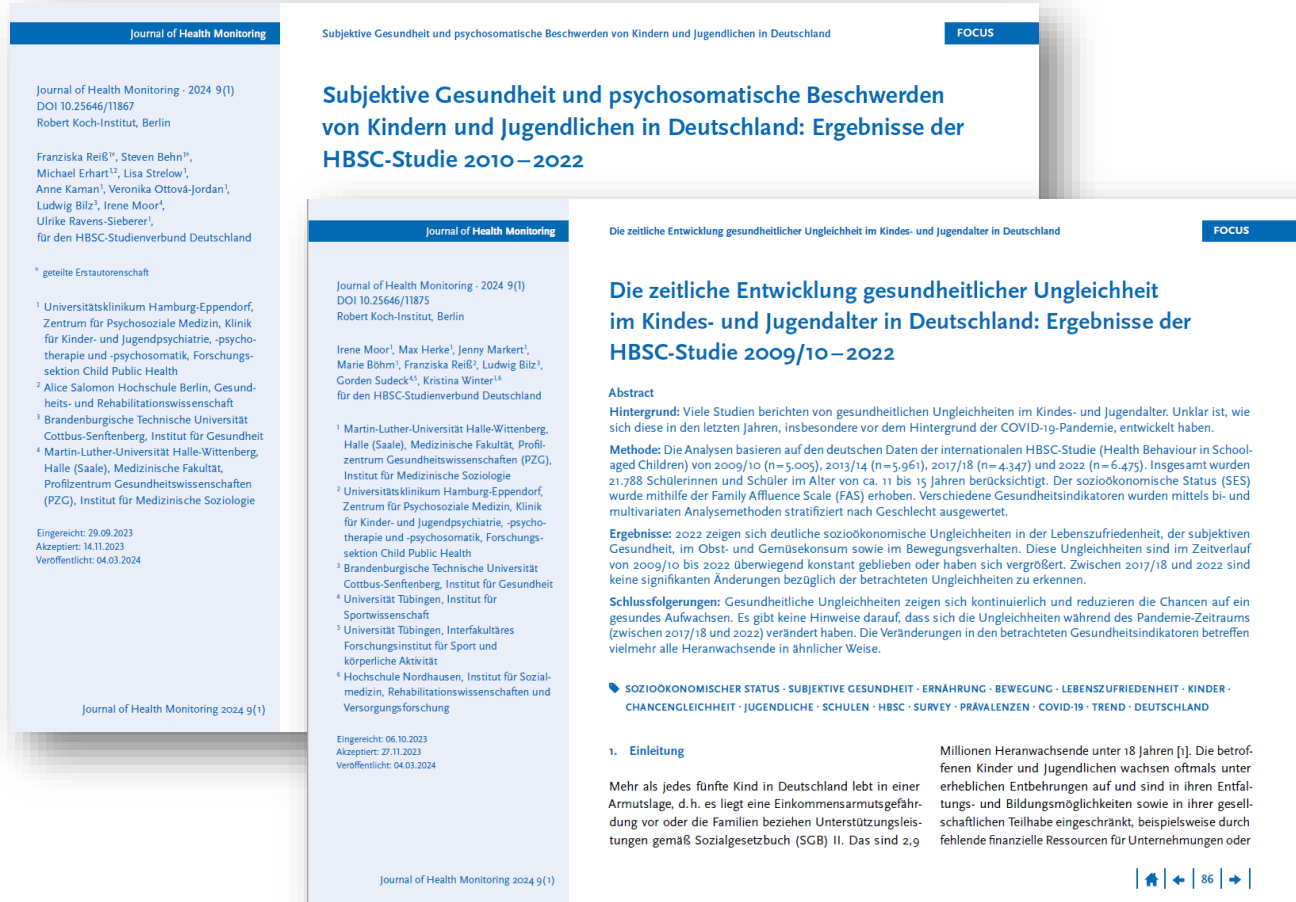 Journal of Health Monitoring
Subjektive Gesundheit und psychosomatische Beschwerden von Kindern und Jugendlichen in Deutschland
FOCUS
Journal of Health Monitoring · 2024 9(1)
DOI 10.25646/11867
Robert Koch-Institut, Berlin
Franziska Reiß¹*, Steven Behn¹*,
Michael Erhart¹,², Lisa Strelow¹,
Anne Kaman¹, Veronika Ottová-Jordan¹,
Ludwig Bilz³, Irene Moor⁴,
Ulrike Ravens-Sieberer¹,
für den HBSC-Studienverbund Deutschland
* geteilte Erstautorenschaft
¹ Universitätsklinikum Hamburg-Eppendorf,
Zentrum für Psychosoziale Medizin, Klinik
für Kinder- und Jugendpsychiatrie, -psycho-
therapie und -psychosomatik, Forschungs-
sektion Child Public Health
² Alice Salomon Hochschule Berlin, Gesund-
heits- und Rehabilitationswissenschaft
³ Brandenburgische Technische Universität
Cottbus-Senftenberg, Institut für Gesundheit
⁴ Martin-Luther-Universität Halle-Wittenberg,
Halle (Saale), Medizinische Fakultät,
Profilzentrum Gesundheitswissenschaften
(PZG), Institut für Medizinische Soziologie
Eingereicht: 29.09.2023
Akzeptiert: 14.11.2023
Veröffentlicht: 04.03.2024
Journal of Health Monitoring 2024 9(1)
Subjektive Gesundheit und psychosomatische Beschwerden
von Kindern und Jugendlichen in Deutschland: Ergebnisse der
HBSC-Studie 2010–2022
Journal of Health Monitoring
Die zeitliche Entwicklung gesundheitlicher Ungleichheit im Kindes- und Jugendalter in Deutschland
FOCUS
Journal of Health Monitoring · 2024 9(1)
DOI 10.25646/11875
Robert Koch-Institut, Berlin
Irene Moor¹, Max Herke¹, Jenny Markert¹,
Marie Böhm¹, Franziska Reiß², Ludwig Bilz³,
Gorden Sudeck⁴,⁵, Kristina Winter¹,⁶
für den HBSC-Studienverbund Deutschland
¹ Martin-Luther-Universität Halle-Wittenberg,
Halle (Saale), Medizinische Fakultät, Profil-
zentrum Gesundheitswissenschaften (PZG),
Institut für Medizinische Soziologie
² Universitätsklinikum Hamburg-Eppendorf,
Zentrum für Psychosoziale Medizin, Klinik
für Kinder- und Jugendpsychiatrie, -psycho-
therapie und -psychosomatik, Forschungs-
sektion Child Public Health
³ Brandenburgische Technische Universität
Cottbus-Senftenberg, Institut für Gesundheit
⁴ Universität Tübingen, Institut für
Sportwissenschaft
⁵ Universität Tübingen, Interfakultäres
Forschungsinstitut für Sport und
körperliche Aktivität
⁶ Hochschule Nordhausen, Institut für Sozial-
medizin, Rehabilitationswissenschaften und
Versorgungsforschung
Eingereicht: 06.10.2023
Akzeptiert: 27.11.2023
Veröffentlicht: 04.03.2024
Journal of Health Monitoring 2024 9(1)
Die zeitliche Entwicklung gesundheitlicher Ungleichheit
im Kindes- und Jugendalter in Deutschland: Ergebnisse der
HBSC-Studie 2009/10–2022
Abstract
Hintergrund: Viele Studien berichten von gesundheitlichen Ungleichheiten im Kindes- und Jugendalter. Unklar ist, wie
sich diese in den letzten Jahren, insbesondere vor dem Hintergrund der COVID-19-Pandemie, entwickelt haben.
Methode: Die Analysen basieren auf den deutschen Daten der internationalen HBSC-Studie (Health Behaviour in School-
aged Children) von 2009/10 (n=5.005), 2013/14 (n=5.961), 2017/18 (n=4.347) und 2022 (n=6.475). Insgesamt wurden
21.788 Schülerinnen und Schüler im Alter von ca. 11 bis 15 Jahren berücksichtigt. Der sozioökonomische Status (SES)
wurde mithilfe der Family Affluence Scale (FAS) erhoben. Verschiedene Gesundheitsindikatoren wurden mittels bi- und
multivariaten Analysemethoden stratifiziert nach Geschlecht ausgewertet.
Ergebnisse: 2022 zeigen sich deutliche sozioökonomische Ungleichheiten in der Lebenszufriedenheit, der subjektiven
Gesundheit, im Obst- und Gemüsekonsum sowie im Bewegungsverhalten. Diese Ungleichheiten sind im Zeitverlauf
von 2009/10 bis 2022 überwiegend konstant geblieben oder haben sich vergrößert. Zwischen 2017/18 und 2022 sind
keine signifikanten Änderungen bezüglich der betrachteten Ungleichheiten zu erkennen.
Schlussfolgerungen: Gesundheitliche Ungleichheiten zeigen sich kontinuierlich und reduzieren die Chancen auf ein
gesundes Aufwachsen. Es gibt keine Hinweise darauf, dass sich die Ungleichheiten während des Pandemie-Zeitraums
(zwischen 2017/18 und 2022) verändert haben. Die Veränderungen in den betrachteten Gesundheitsindikatoren betreffen
vielmehr alle Heranwachsende in ähnlicher Weise.
SOZIOÖKONOMISCHER STATUS · SUBJEKTIVE GESUNDHEIT · ERNÄHRUNG · BEWEGUNG · LEBENSZUFRIEDENHEIT · KINDER ·
CHANCENGLEICHHEIT · JUGENDLICHE · SCHULEN · HBSC · SURVEY · PRÄVALENZEN · COVID-19 · TREND · DEUTSCHLAND
1. Einleitung
Mehr als jedes fünfte Kind in Deutschland lebt in einer
Armutslage, d. h. es liegt eine Einkommensarmutsgefähr-
dung vor oder die Familien beziehen Unterstützungsleis-
tungen gemäß Sozialgesetzbuch (SGB) II. Das sind 2,9
Millionen Heranwachsende unter 18 Jahren [1]. Die betrof-
fenen Kinder und Jugendlichen wachsen oftmals unter
erheblichen Entbehrungen auf und sind in ihren Entfal-
tungs- und Bildungsmöglichkeiten sowie in ihrer gesell-
schaftlichen Teilhabe eingeschränkt, beispielsweise durch
fehlende finanzielle Ressourcen für Unternehmungen oder
86